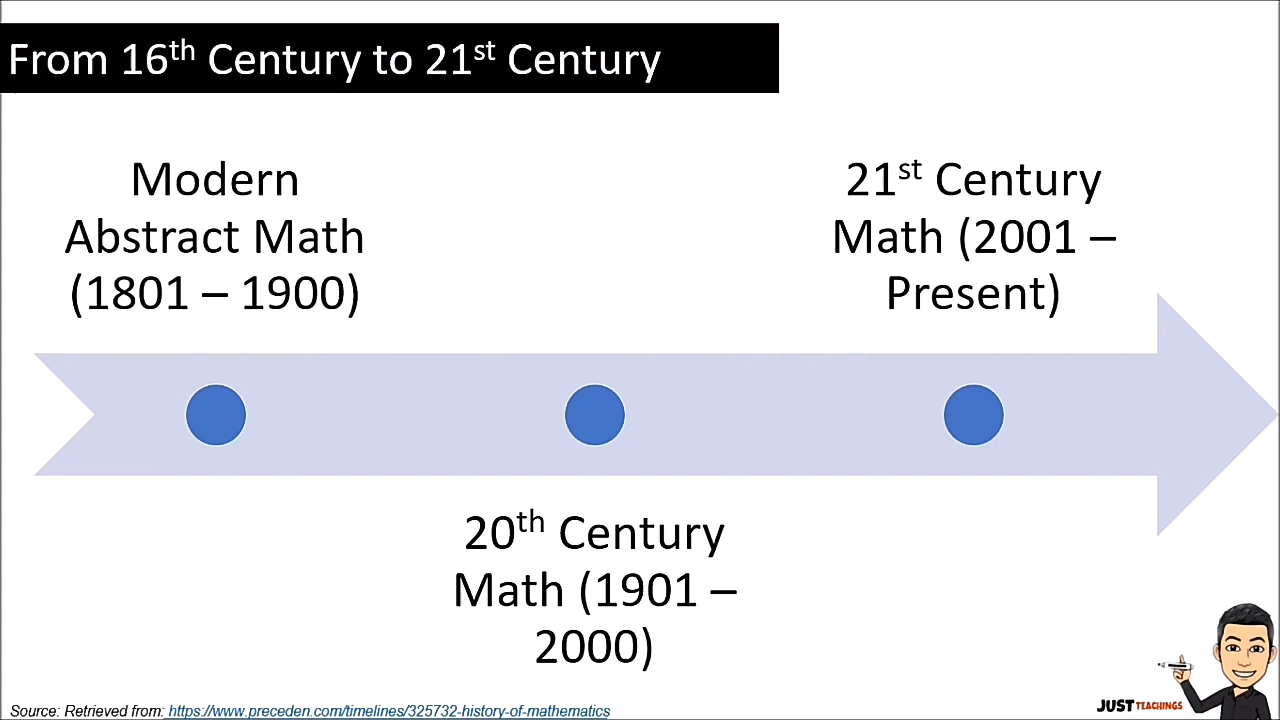 From 16th Century to 21st Century
Modern
Abstract Math
(1801 – 1900)
21st Century
Math (2001 –
Present)
20th Century
Math (1901 –
2000)
Source: Retrieved from: https://www.preceden.com/timelines/325732-history-of-mathematics
JUST TEACHINGS